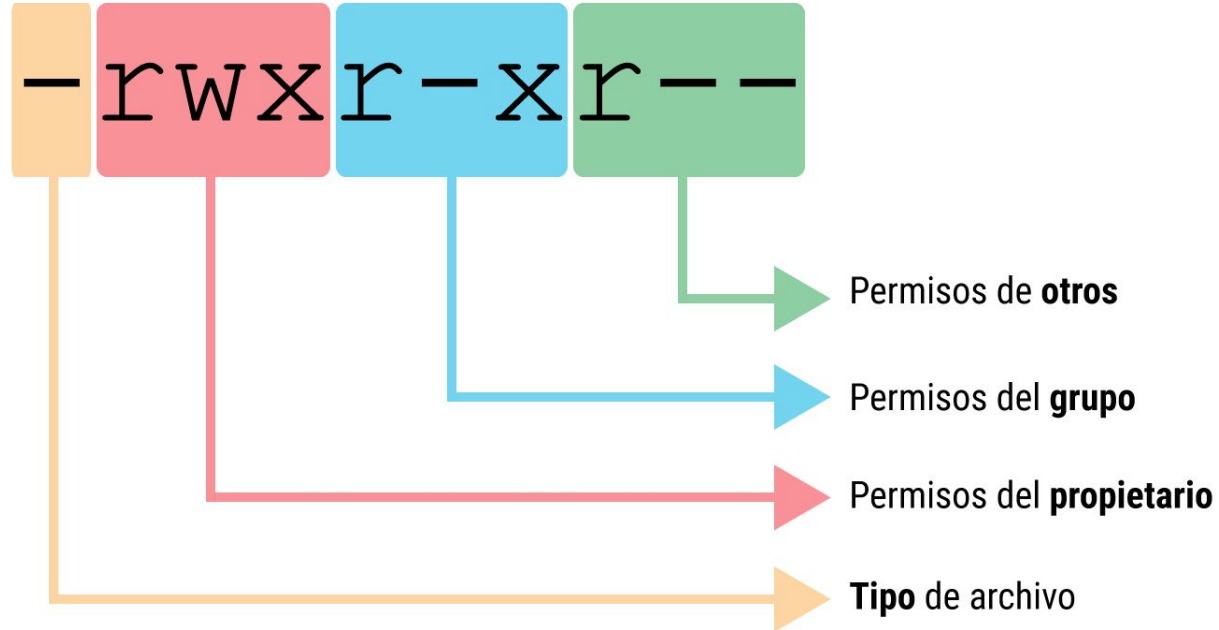 -rwxr-xr--
Permisos de otros
Permisos del grupo
Permisos del propietario
Tipo de archivo